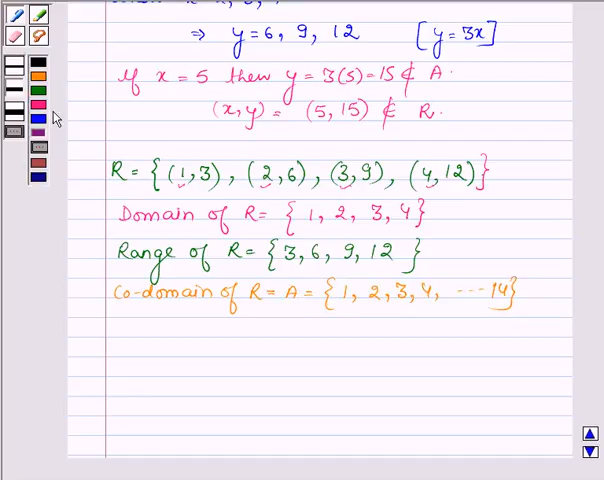 ⇒ y = 6, 9, 12 [y = 3x]
If x = 5 then y = 3(5) = 15 ∉ A.
(x, y) = (5, 15) ∉ R.
R = {(1, 3), (2, 6), (3, 9), (4, 12)}
Domain of R = {1, 2, 3, 4}
Range of R = {3, 6, 9, 12}
Co-domain of R = A = {1, 2, 3, 4, ---- 14}